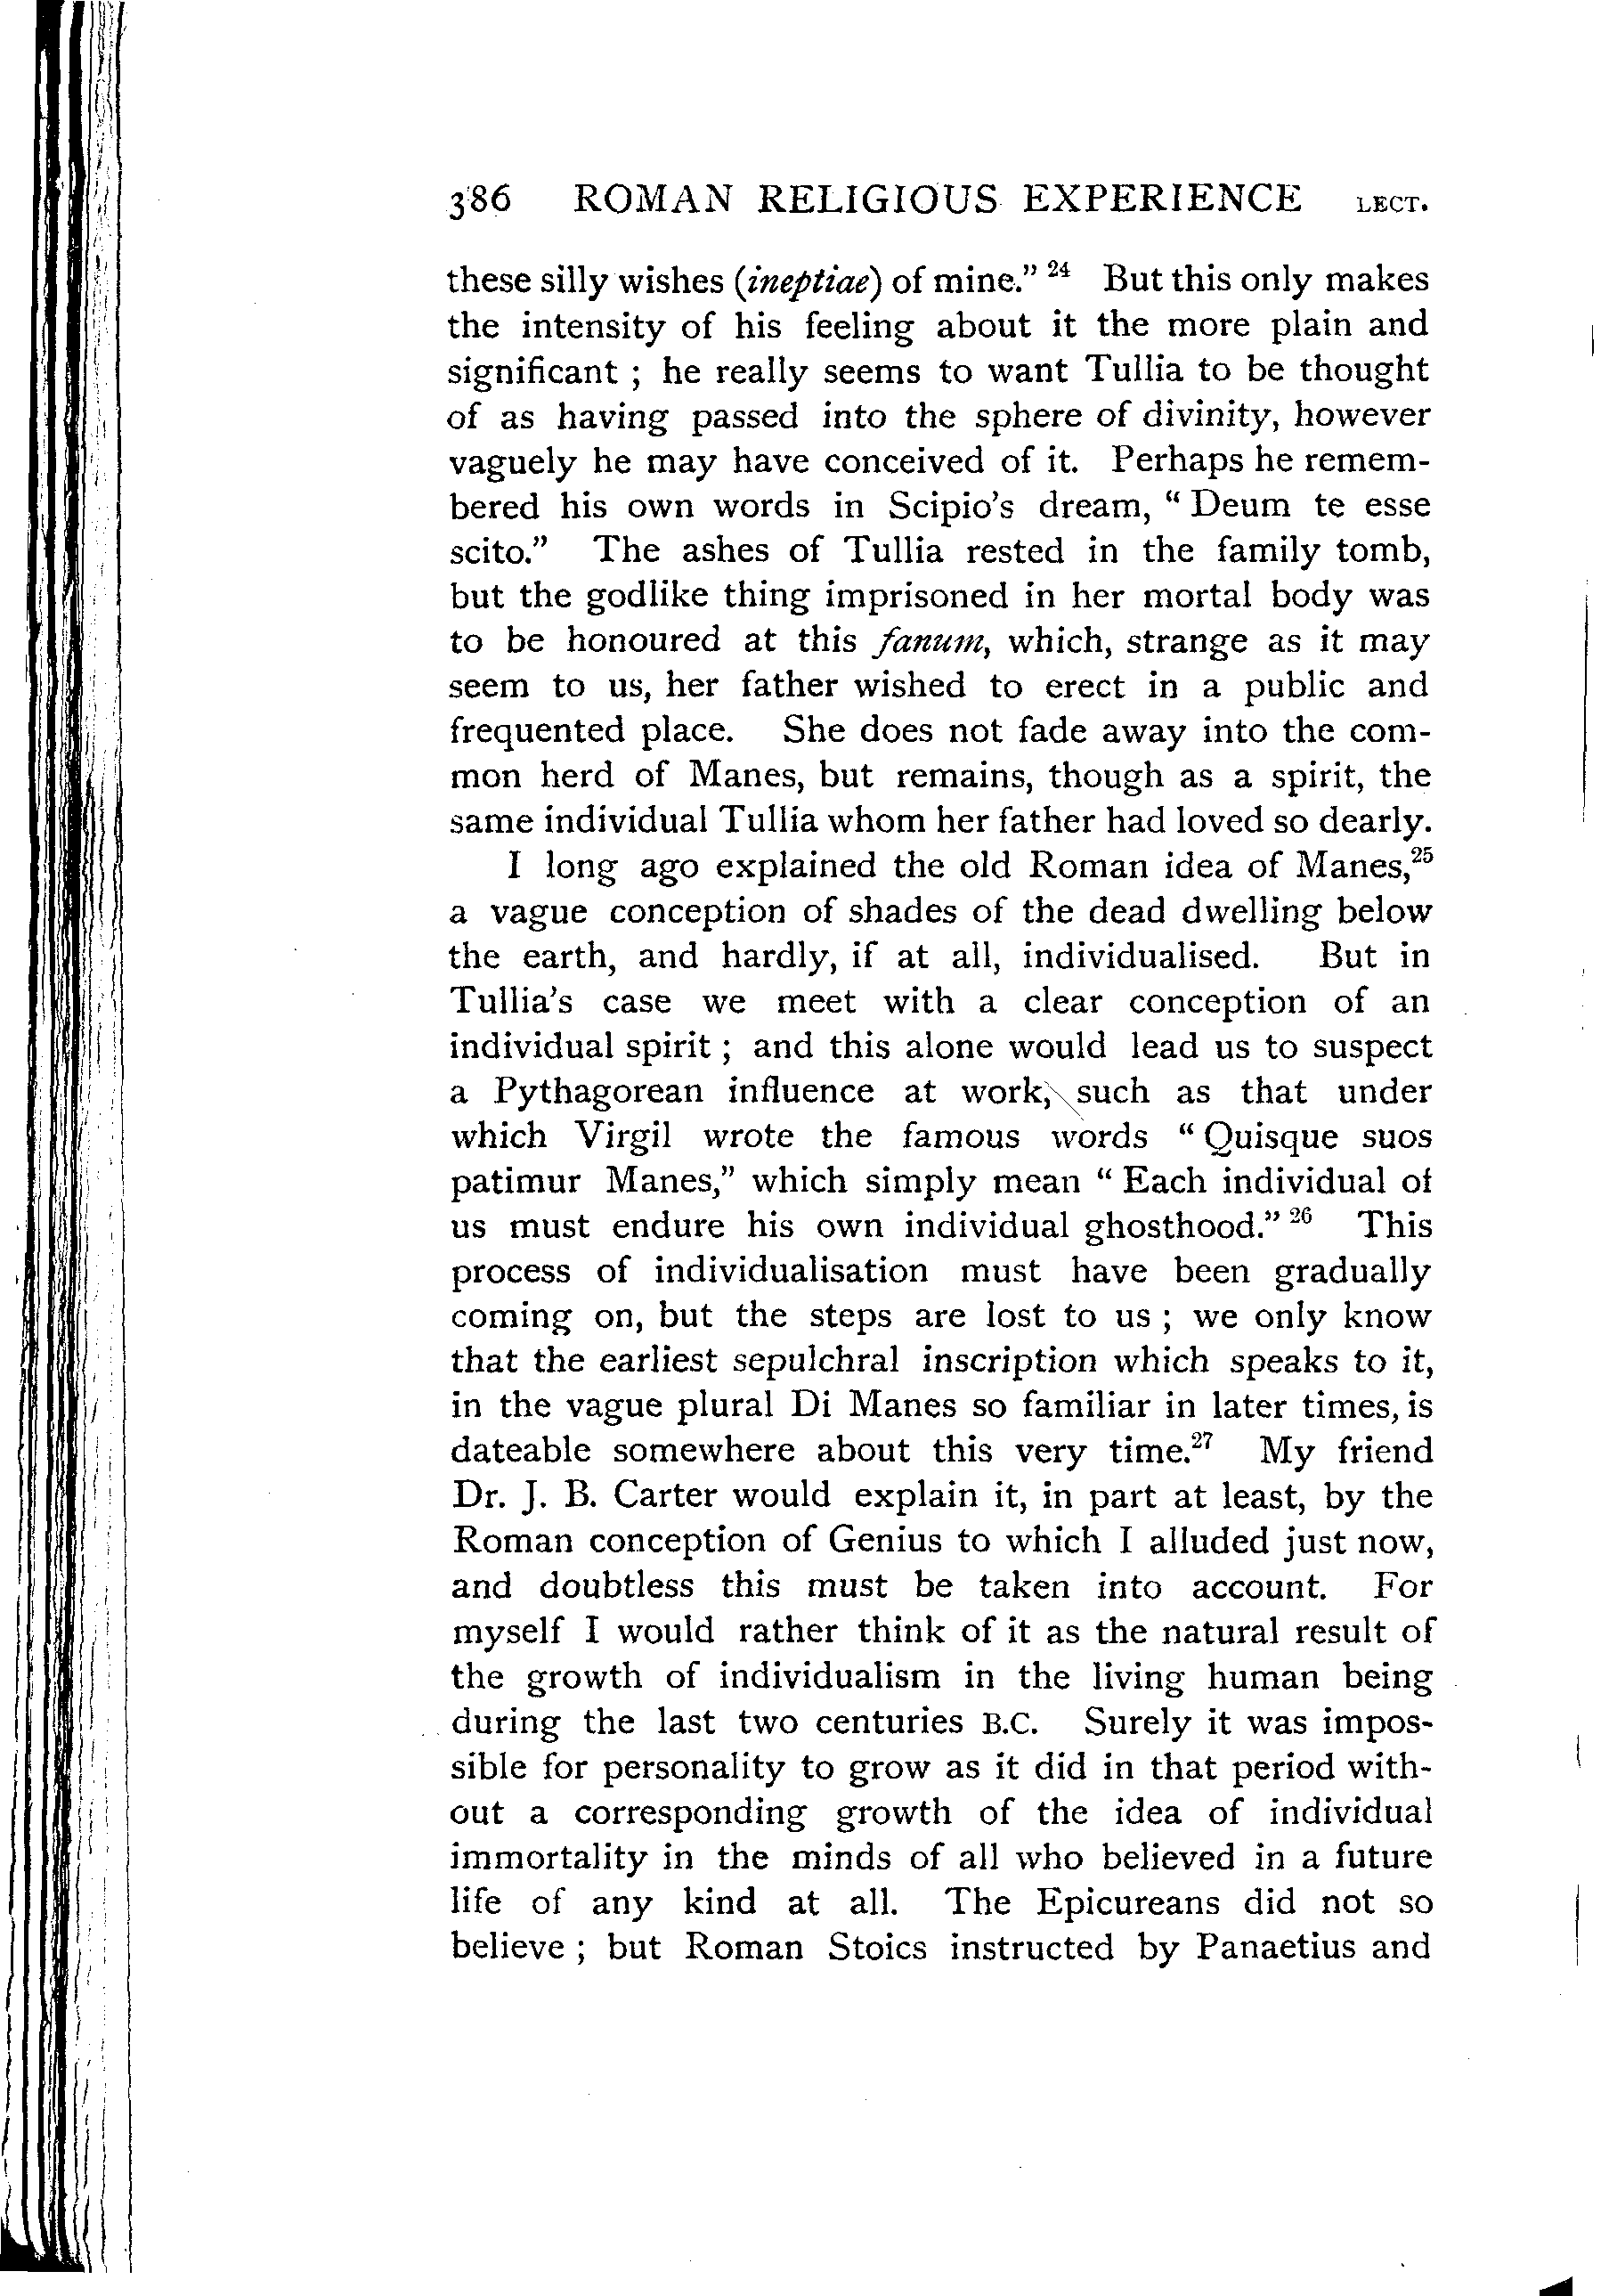 386 ROMAN RELIGIOUS EXPERIENCE LECT.
these silly wishes (ineptiae) of mine." 24 But this only makes
the intensity of his feeling about it the more plain and
significant ; he really seems to want Tullia to be thought
of as having passed into the sphere of divinity, however
vaguely he may have conceived of it. Perhaps he remem-
bered his own words in Scipio's dream, " Deum te esse
scito." The ashes of Tullia rested in the family tomb,
but the godlike thing imprisoned in her mortal body was
to be honoured at this fanum, which, strange as it may
seem to us, her father wished to erect in a public and
frequented place. She does not fade away into the com-
mon herd of Manes, but remains, though as a spirit, the
same individual Tullia whom her father had loved so dearly.
I long ago explained the old Roman idea of Manes,25
a vague conception of shades of the dead dwelling below
the earth, and hardly, if at all, individualised. But in
Tullia's case we meet with a clear conception of an
individual spirit ; and this alone would lead us to suspect
a Pythagorean influence at work, such as that under
which Virgil wrote the famous words " Quisque suos
patimur Manes," which simply mean " Each individual of
us must endure his own individual ghosthood." 26 This
process of individualisation must have been gradually
coming on, but the steps are lost to us ; we only know
that the earliest sepulchral inscription which speaks to it,
in the vague plural Di Manes so familiar in later times, is
dateable somewhere about this very time.27 My friend
Dr. J. B. Carter would explain it, in part at least, by the
Roman conception of Genius to which I alluded just now,
and doubtless this must be taken into account. For
myself I would rather think of it as the natural result of
the growth of individualism in the living human being
during the last two centuries B.C. Surely it was impos-
sible for personality to grow as it did in that period with-
out a corresponding growth of the idea of individual
immortality in the minds of all who believed in a future
life of any kind at all. The Epicureans did not so
believe ; but Roman Stoics instructed by Panaetius and